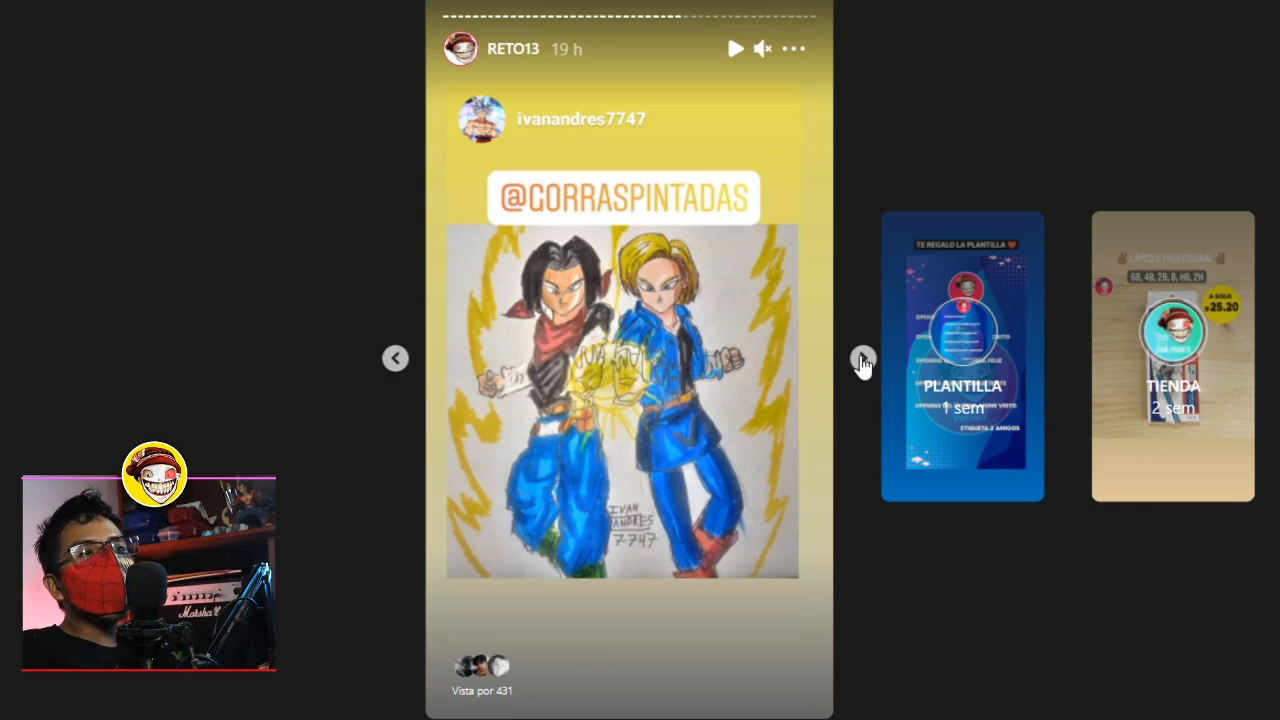 RETO13 19 h
ivanandres7747
@GORRASPINTADAS
IVAN
ANDRES
7747
Vista por 431
TE REGALO LA PLANTILLA
PLANTILLA
1 sem
ETIQUETA 2 AMIGOS
LÁPICES PROFESIONAL
6B, 4B, 2B, B, HB, 2H
A SOLO
25.20
TIENDA
2 sem
Marshall